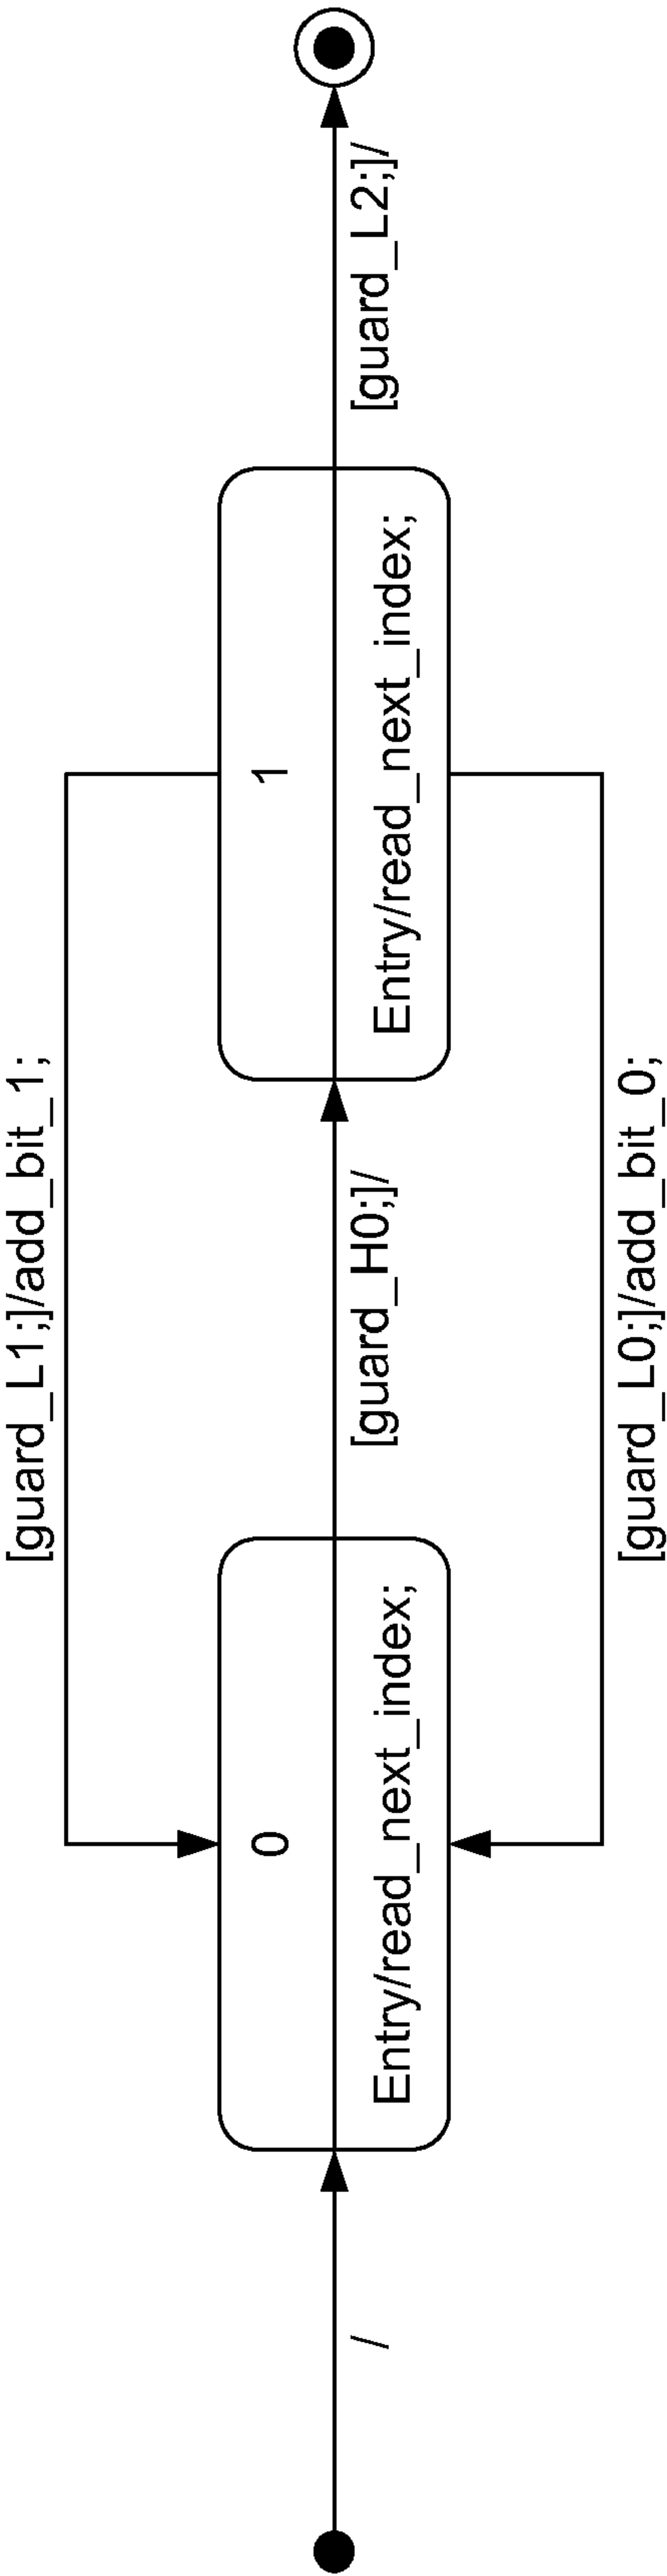 [guard_L1;]/add_bit_1;
/
0
Entry/read_next_index;
[guard_H0;]/
1
Entry/read_next_index;
[guard_L2;]/
[guard_L0;]/add_bit_0;